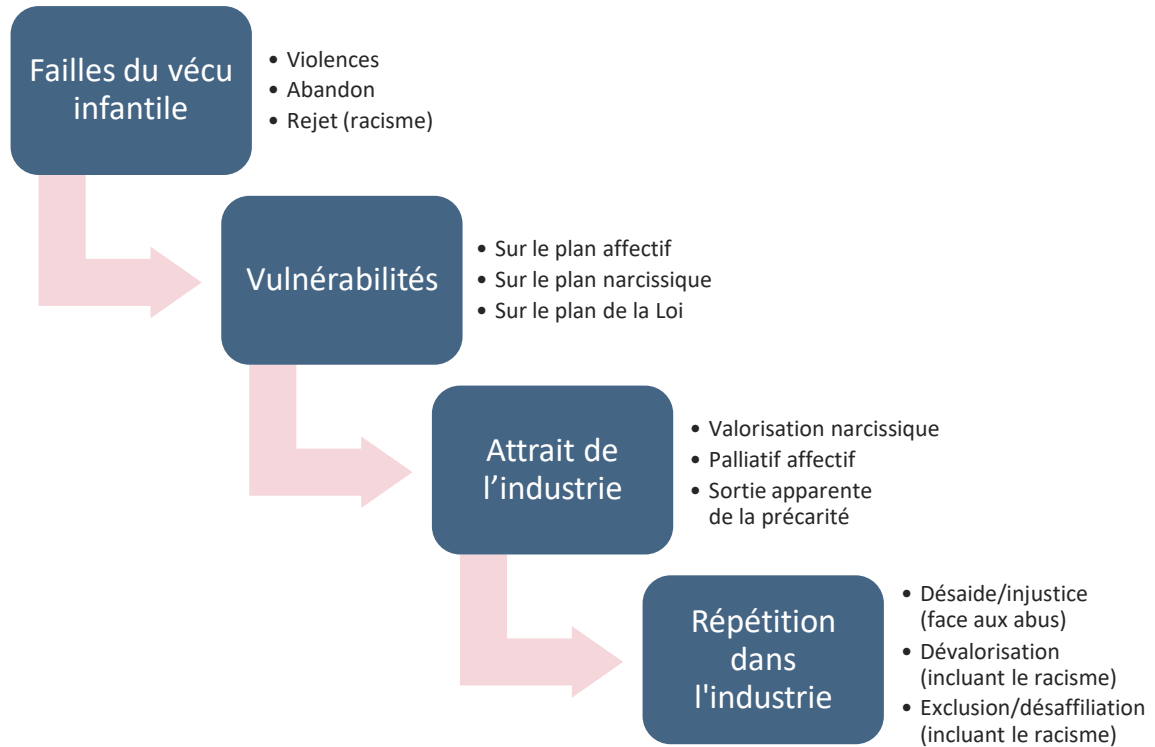 Failles du vécu
infantile
• Violences
• Abandon
• Rejet (racisme)
Vulnérabilités
• Sur le plan affectif
• Sur le plan narcissique
• Sur le plan de la Loi
Attrait de
l’industrie
• Valorisation narcissique
• Palliatif affectif
• Sortie apparente
de la précarité
Répétition
dans
l'industrie
• Désaide/injustice
(face aux abus)
• Dévalorisation
(incluant le racisme)
• Exclusion/désaffiliation
(incluant le racisme)